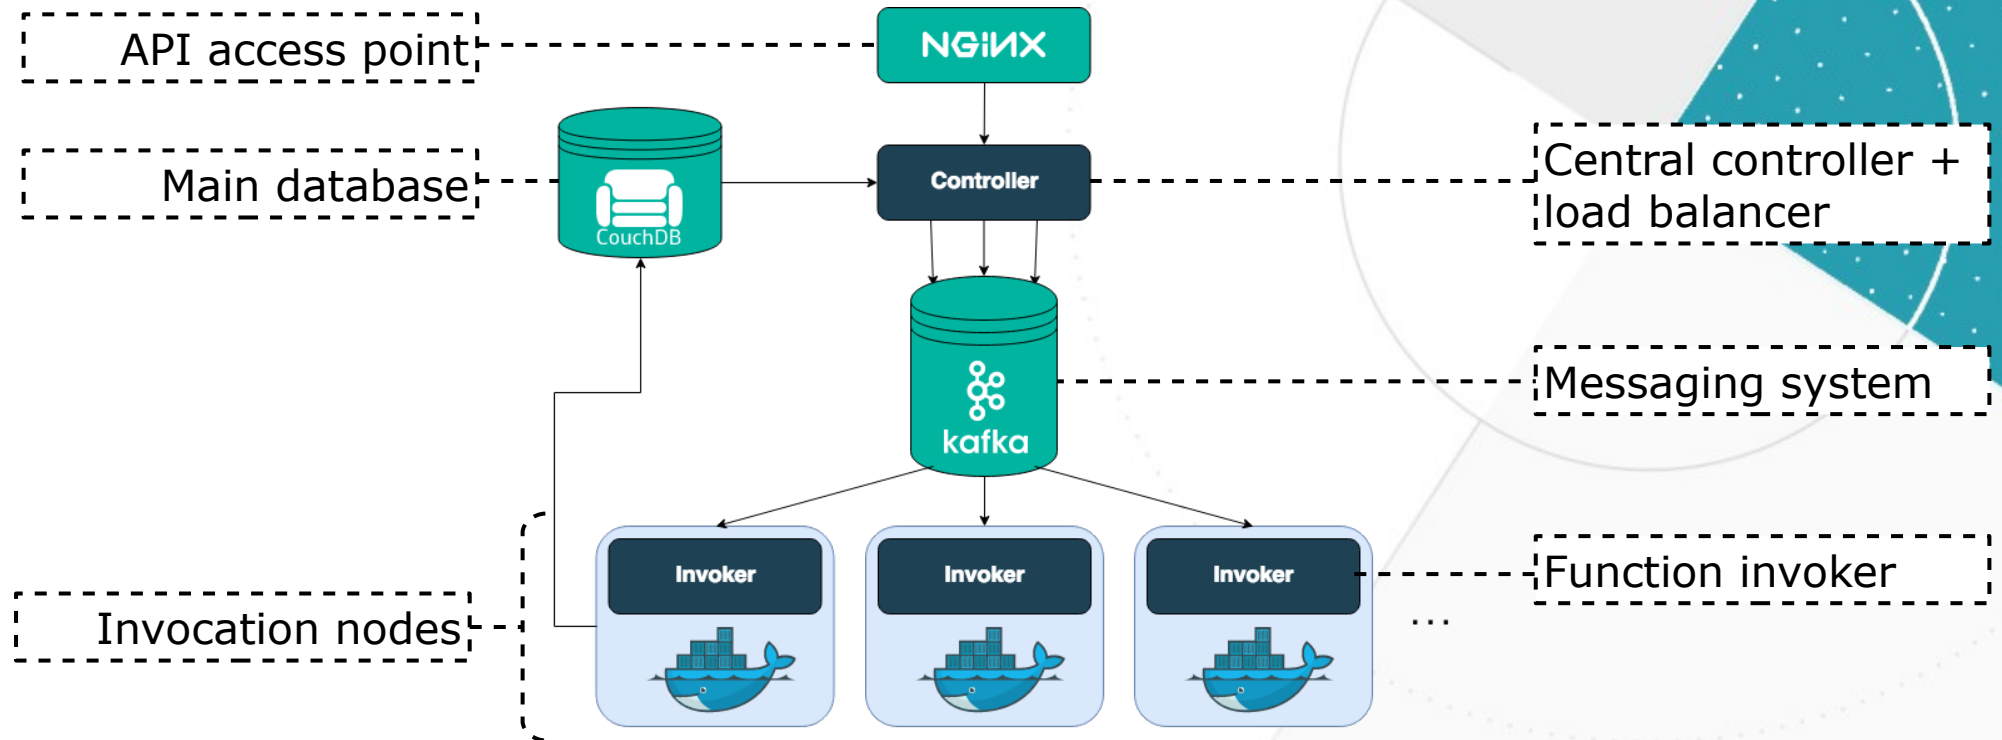 API access point
NGINX
Main database
CouchDB
Controller
Central controller +
load balancer
kafka
Messaging system
Invoker
Invoker
Invoker
Function invoker
...
Invocation nodes